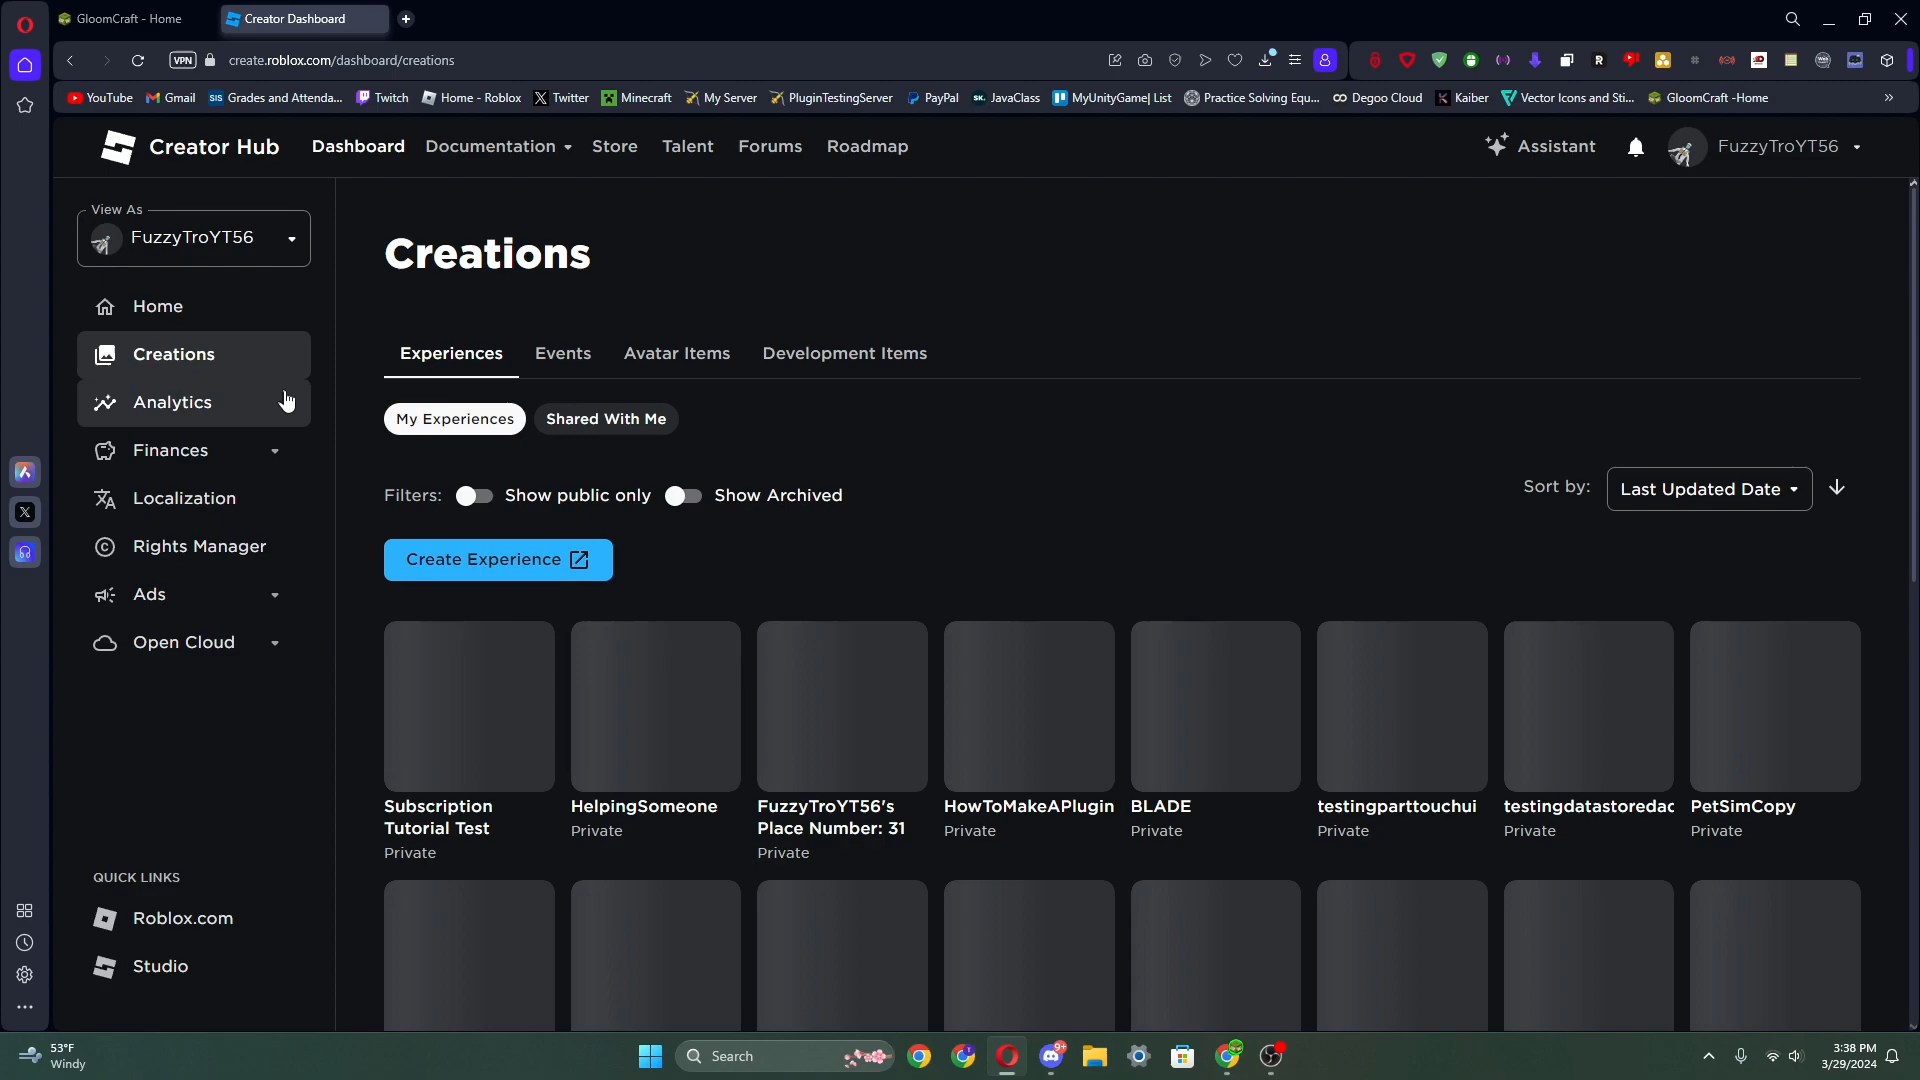 GloomCraft - Home
Creator Dashboard
VPN
create.roblox.com/dashboard/creations
YouTube
Gmail
SIS
Grades and Attenda...
Twitch
Home - Roblox
Twitter
Minecraft
My Server
PluginTestingServer
PayPal
sk. JavaClass
MyUnityGame| List
Practice Solving Equ...
Degoo Cloud
Kaiber
Vector Icons and Sti...
GloomCraft -Home
Creator Hub
Dashboard
Documentation
Store
Talent
Forums
Roadmap
Assistant
FuzzyTroYT56
View As
FuzzyTroYT56
Home
Creations
Analytics
Finances
Localization
Rights Manager
Ads
Open Cloud
QUICK LINKS
Roblox.com
Studio
Creations
Experiences
Events
Avatar Items
Development Items
My Experiences
Shared With Me
Filters:
Show public only
Show Archived
Sort by:
Last Updated Date
Create Experience
Subscription
Tutorial Test
Private
HelpingSomeone
Private
FuzzyTroYT56's
Place Number: 31
Private
HowToMakeAPlugin
Private
BLADE
Private
testingparttouchui
Private
testingdatastoredac
Private
PetSimCopy
Private
53°F
Windy
Search
9+
3:38 PM
3/29/2024